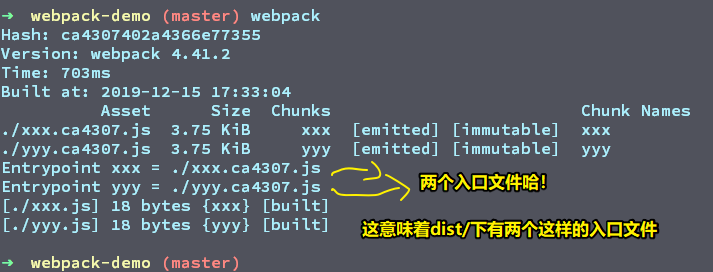 ➜ webpack-demo (master) webpack
Hash: ca4307402a4366e77355
Version: webpack 4.41.2
Time: 703ms
Built at: 2019-12-15 17:33:04
Asset Size Chunks Chunk Names
./xxx.ca4307.js 3.75 KiB xxx [emitted] [immutable] xxx
./yyy.ca4307.js 3.75 KiB yyy [emitted] [immutable] yyy
Entrypoint xxx = ./xxx.ca4307.js
Entrypoint yyy = ./yyy.ca4307.js
两个入口文件哈！
[./xxx.js] 18 bytes {xxx} [built]
[./yyy.js] 18 bytes {yyy} [built]
这意味着dist/下有两个这样的入口文件
➜ webpack-demo (master)